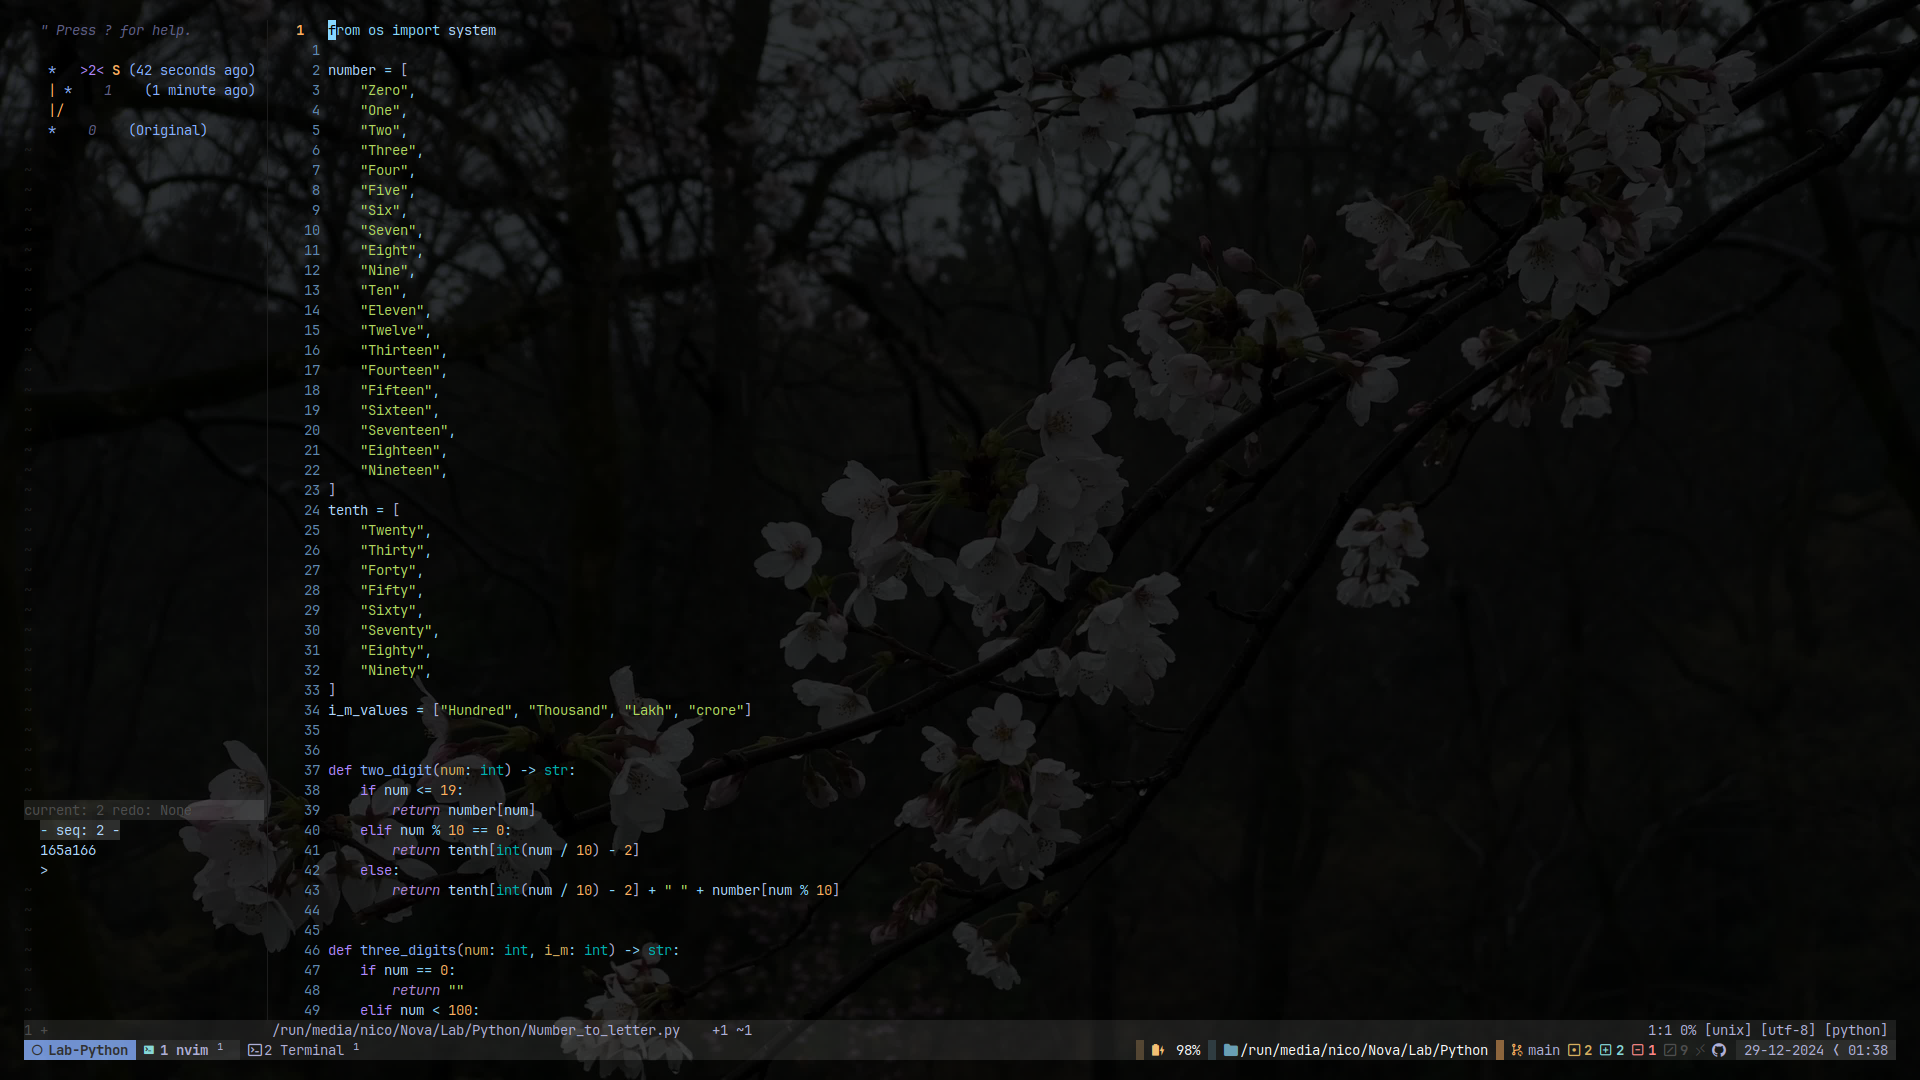 " Press ? for help.
*   >2< S (42 seconds ago)
| *    1    (1 minute ago)
|/
*    0    (Original)
current: 2 redo: None
- seq: 2 -
165a166
>
1 +
1 from os import system
1
2 number = [
3     "Zero",
4     "One",
5     "Two",
6     "Three",
7     "Four",
8     "Five",
9     "Six",
10     "Seven",
11     "Eight",
12     "Nine",
13     "Ten",
14     "Eleven",
15     "Twelve",
16     "Thirteen",
17     "Fourteen",
18     "Fifteen",
19     "Sixteen",
20     "Seventeen",
21     "Eighteen",
22     "Nineteen",
23 ]
24 tenth = [
25     "Twenty",
26     "Thirty",
27     "Forty",
28     "Fifty",
29     "Sixty",
30     "Seventy",
31     "Eighty",
32     "Ninety",
33 ]
34 i_m_values = ["Hundred", "Thousand", "Lakh", "crore"]
35
36
37 def two_digit(num: int) -> str:
38     if num <= 19:
39         return number[num]
40     elif num % 10 == 0:
41         return tenth[int(num / 10) - 2]
42     else:
43         return tenth[int(num / 10) - 2] + " " + number[num % 10]
44
45
46 def three_digits(num: int, i_m: int) -> str:
47     if num == 0:
48         return ""
49     elif num < 100:
/run/media/nico/Nova/Lab/Python/Number_to_letter.py    +1 ~1    1:1 0% [unix] [utf-8] [python]
Lab-Python 1 nvim 1 2 Terminal 1 98% /run/media/nico/Nova/Lab/Python main 2 2 1 9 29-12-2024 ⟨ 01:38